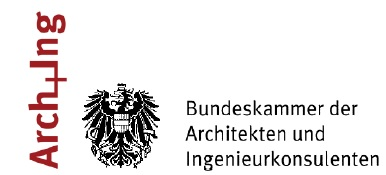 Arch+Ing
Bundeskammer der
Architekten und
Ingenieurkonsulenten